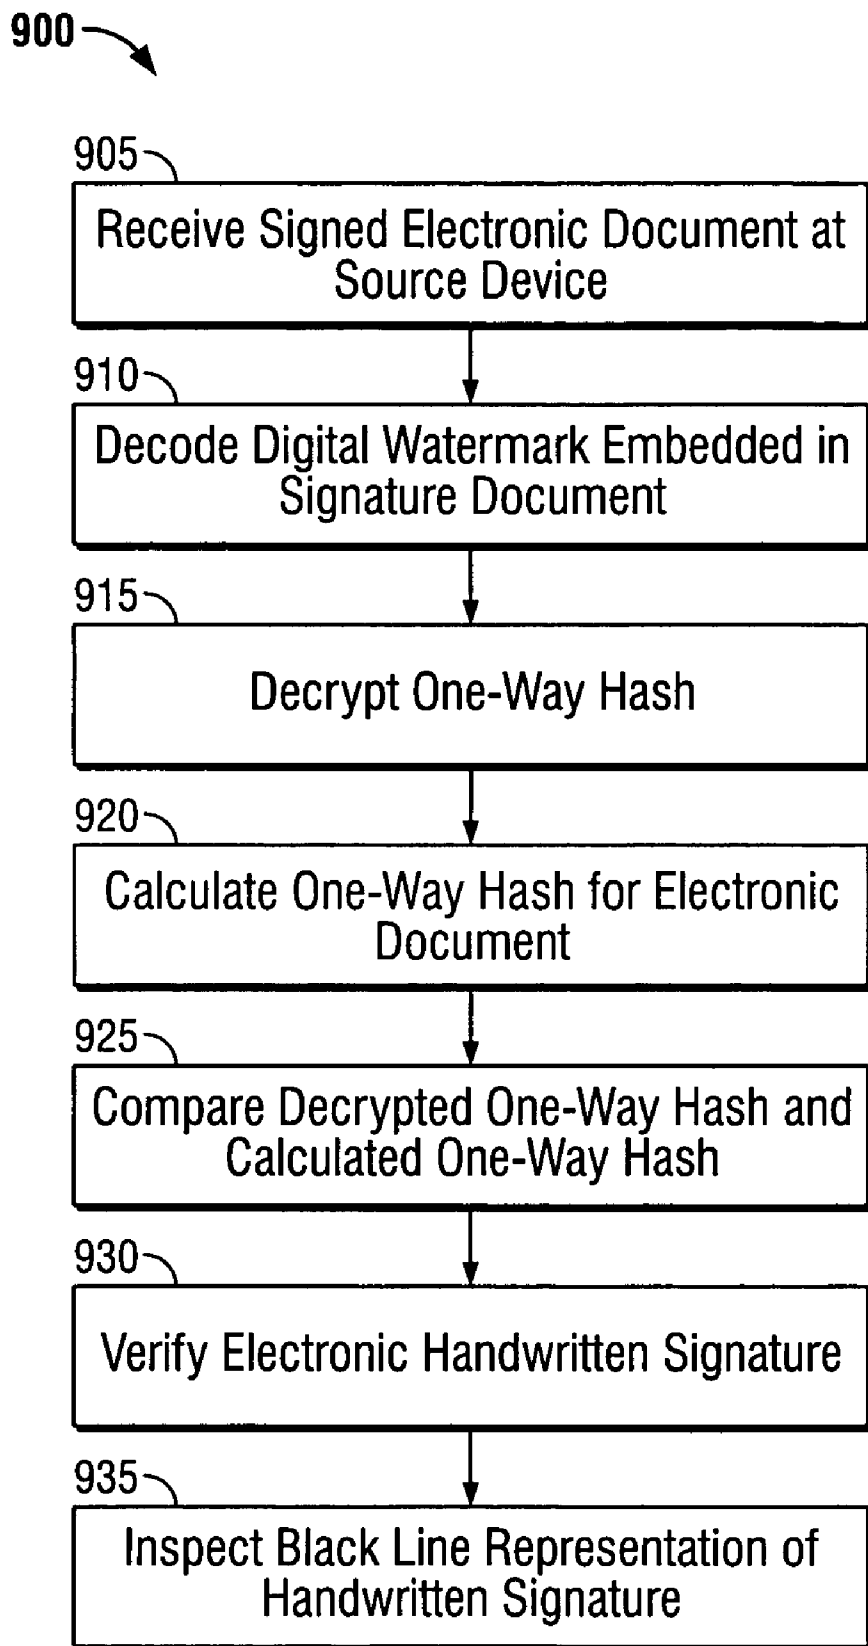 900
905
Receive Signed Electronic Document at
Source Device
910
Decode Digital Watermark Embedded in
Signature Document
915
Decrypt One-Way Hash
920
Calculate One-Way Hash for Electronic
Document
925
Compare Decrypted One-Way Hash and
Calculated One-Way Hash
930
Verify Electronic Handwritten Signature
935
Inspect Black Line Representation of
Handwritten Signature